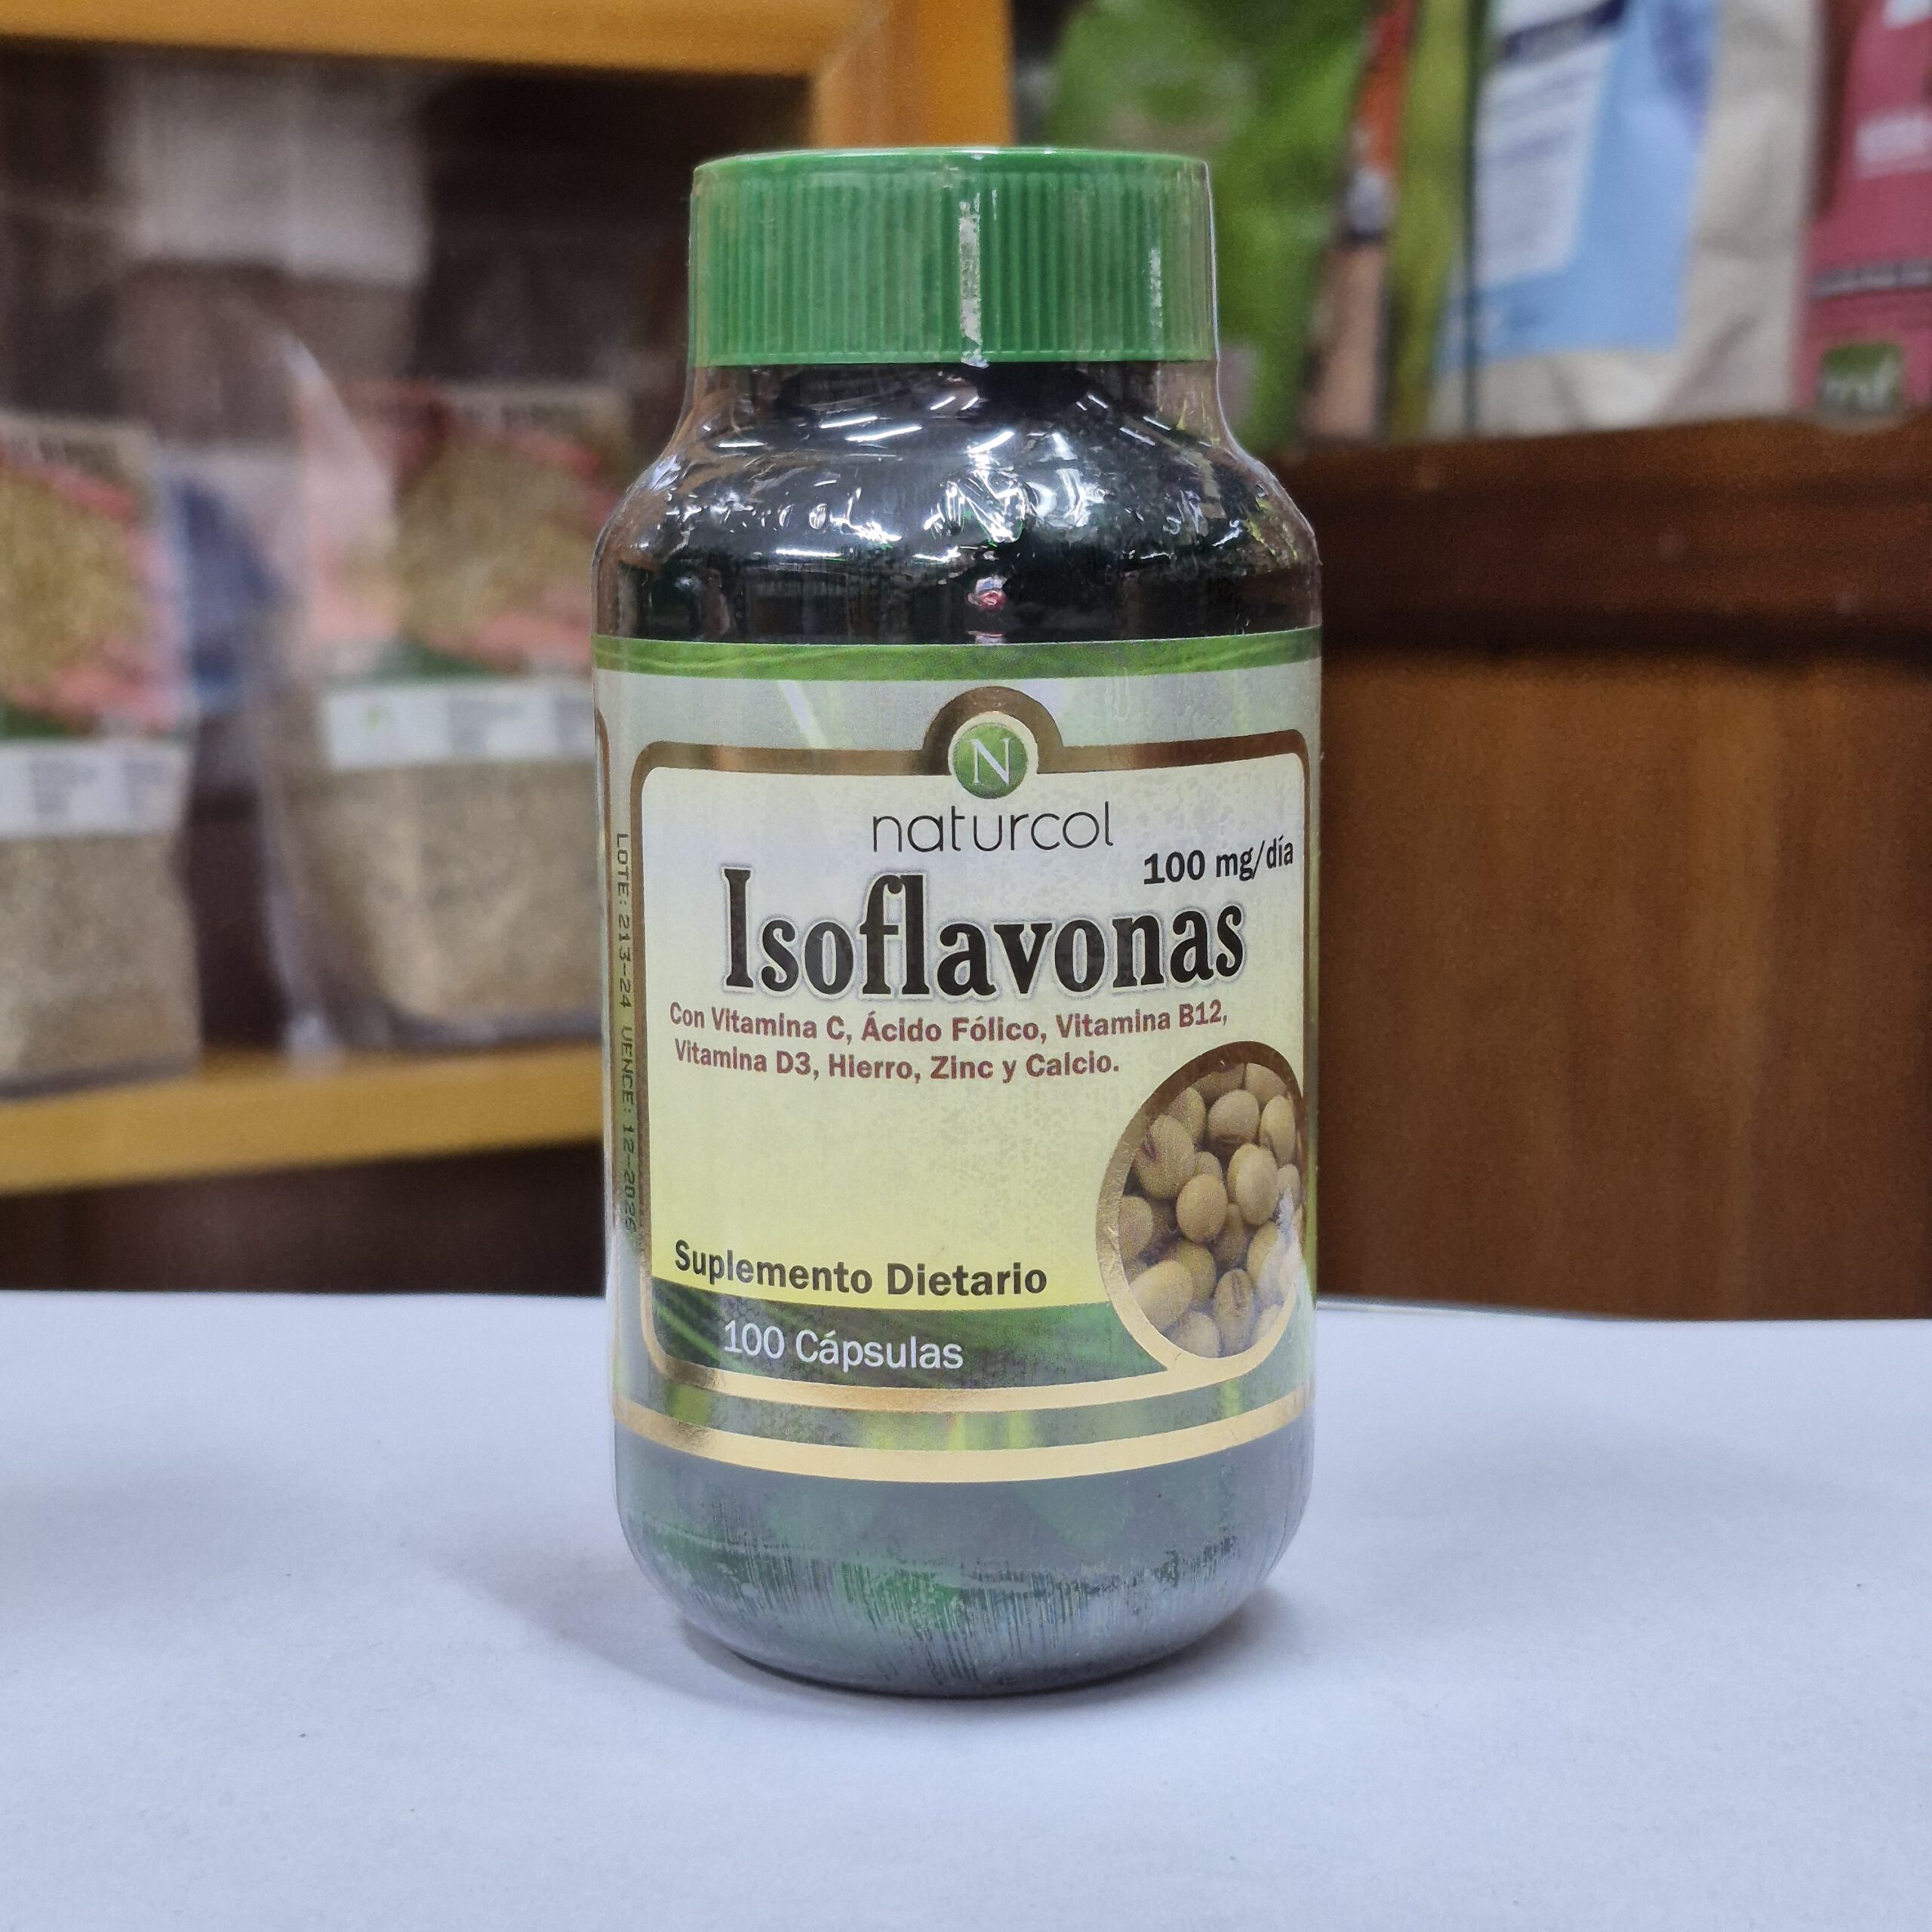 N
naturcol
100 mg/día
Isoflavonas
Con Vitamina C, Ácido Fólico, Vitamina B12,
Vitamina D3, Hierro, Zinc y Calcio.
Suplemento Dietario
100 Cápsulas
LOTE: 213-24 VENCE: 12-2026